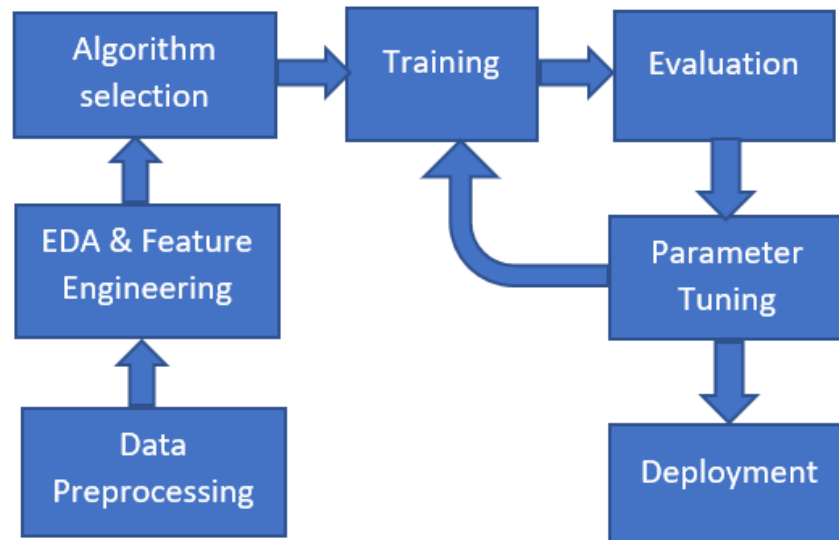 Algorithm
selection
Training
Evaluation
EDA & Feature
Engineering
Parameter
Tuning
Data
Preprocessing
Deployment